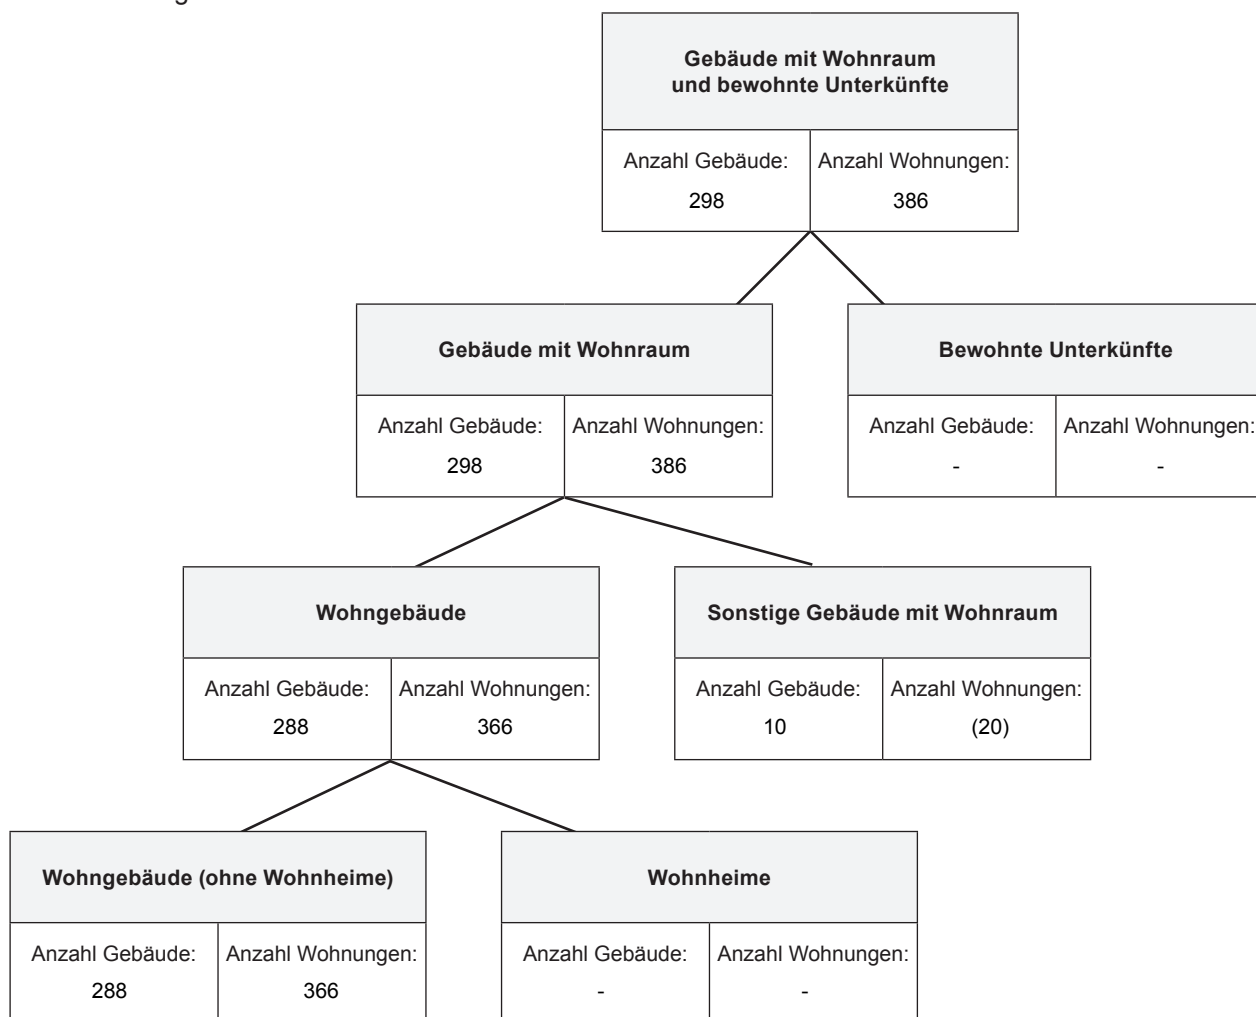 Gebäude mit Wohnraum
und bewohnte Unterkünfte
Anzahl Gebäude: Anzahl Wohnungen:
298 386
Gebäude mit Wohnraum
Anzahl Gebäude: Anzahl Wohnungen:
298 386
Bewohnte Unterkünfte
Anzahl Gebäude: Anzahl Wohnungen:
- -
Wohngebäude
Anzahl Gebäude: Anzahl Wohnungen:
288 366
Sonstige Gebäude mit Wohnraum
Anzahl Gebäude: Anzahl Wohnungen:
10 (20)
Wohngebäude (ohne Wohnheime)
Anzahl Gebäude: Anzahl Wohnungen:
288 366
Wohnheime
Anzahl Gebäude: Anzahl Wohnungen:
- -